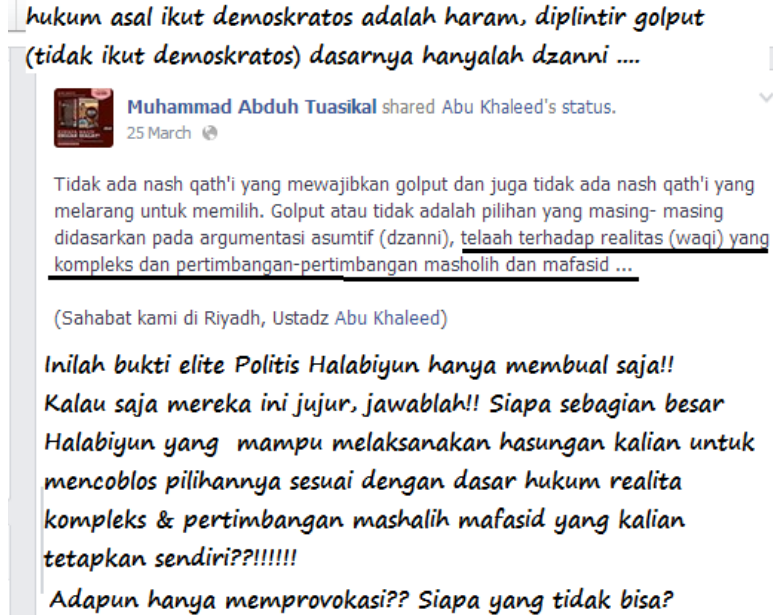 hukum asal ikut demoskratos adalah haram, diplintir golput
(tidak ikut demoskratos) dasarnya hanyalah dzanni ....
Muhammad Abduh Tuasikal shared Abu Khaleed's status.
25 March
Tidak ada nash qath'i yang mewajibkan golput dan juga tidak ada nash qath'i yang
melarang untuk memilih. Golput atau tidak adalah pilihan yang masing- masing
didasarkan pada argumentasi asumtif (dzanni), telaah terhadap realitas (waqi) yang
kompleks dan pertimbangan-pertimbangan masholih dan mafasid ...
(Sahabat kami di Riyadh, Ustadz Abu Khaleed)
Inilah bukti elite Politis Halabiyun hanya membual saja!!
Kalau saja mereka ini jujur, jawablah!! Siapa sebagian besar
Halabiyun yang mampu melaksanakan hasungan kalian untuk
mencoblos pilihannya sesuai dengan dasar hukum realita
kompleks & pertimbangan mashalih mafasid yang kalian
tetapkan sendiri??!!!!!!
Adapun hanya memprovokasi?? Siapa yang tidak bisa?